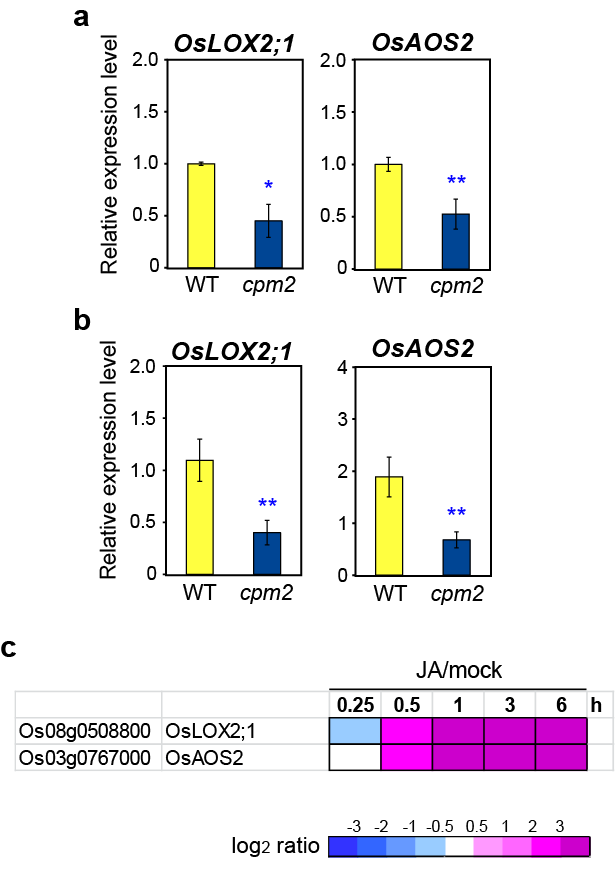 a
OsLOX2;1 OsAOS2
Relative expression level
2.0 2.0
1.5 1.5
1.0 1.0
* **
0.5 0.5
0 0
WT cpm2 WT cpm2
b
OsLOX2;1 OsAOS2
Relative expression level
2.0 4
1.5 3
1.0 2
** **
0.5 1
0 0
WT cpm2 WT cpm2
c
JA/mock
0.25 0.5 1 3 6 h
Os08g0508800 OsLOX2;1
Os03g0767000 OsAOS2
-3 -2 -1 -0.5 0.5 1 2 3
log2 ratio